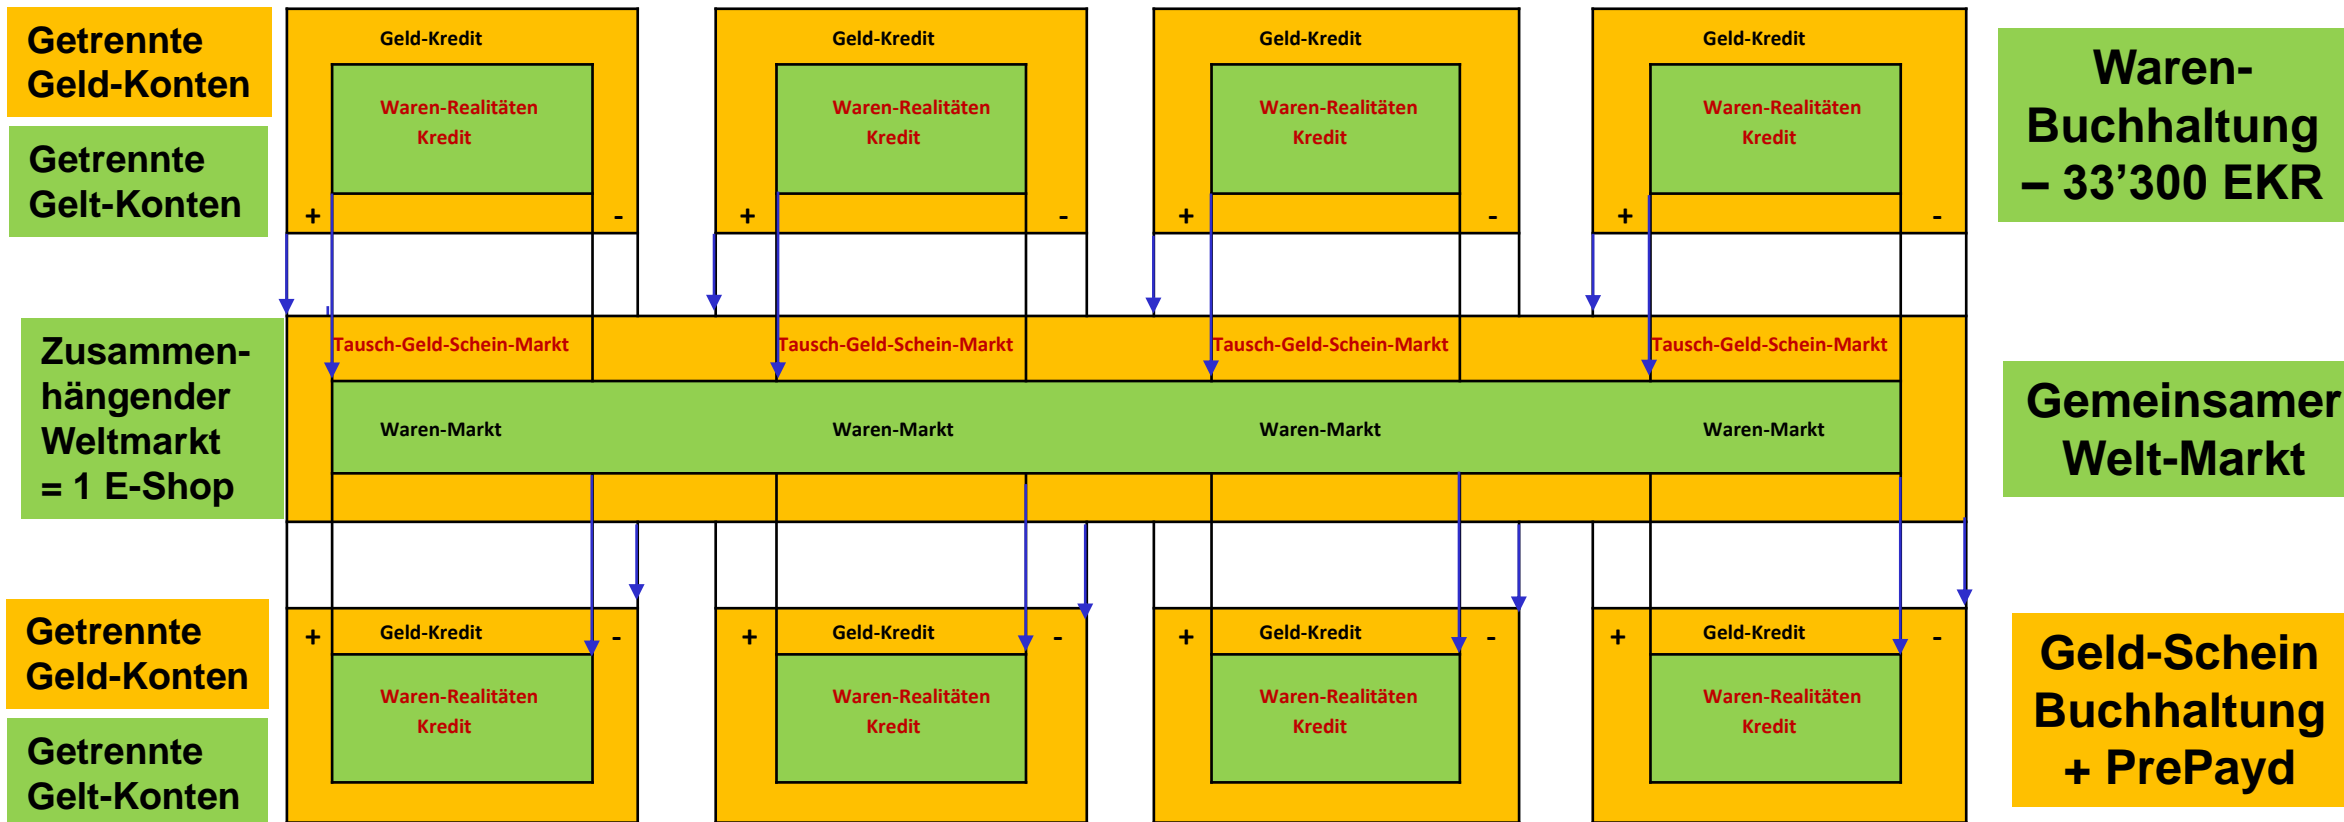 Getrennte
Geld-Konten
Getrennte
Gelt-Konten
Geld-Kredit
Geld-Kredit
Geld-Kredit
Geld-Kredit
Waren-Realitäten
Kredit
Waren-Realitäten
Kredit
Waren-Realitäten
Kredit
Waren-Realitäten
Kredit
+ -
+ -
+ -
+ -
Waren-
Buchhaltung
– 33’300 EKR
Zusammen-
hängender
Weltmarkt
= 1 E-Shop
Tausch-Geld-Schein-Markt
Tausch-Geld-Schein-Markt
Tausch-Geld-Schein-Markt
Tausch-Geld-Schein-Markt
Waren-Markt
Waren-Markt
Waren-Markt
Waren-Markt
Gemeinsamer
Welt-Markt
Getrennte
Geld-Konten
Getrennte
Gelt-Konten
+ Geld-Kredit -
+ Geld-Kredit -
+ Geld-Kredit -
+ Geld-Kredit -
Waren-Realitäten
Kredit
Waren-Realitäten
Kredit
Waren-Realitäten
Kredit
Waren-Realitäten
Kredit
Geld-Schein
Buchhaltung
+ PrePayd